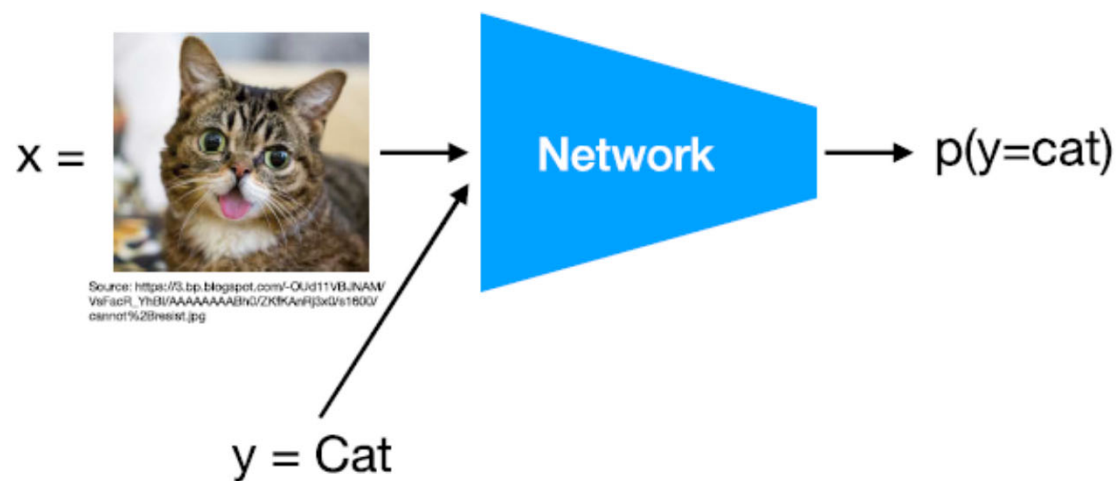 x =
Network
p(y=cat)
Source: https://3.bp.blogspot.com/-OUd11VBJNAM/
VsFacR_YhBI/AAAAAAAABh0/ZKfKAnRj3x0/s1600/
cannot%2Bresist.jpg
y = Cat